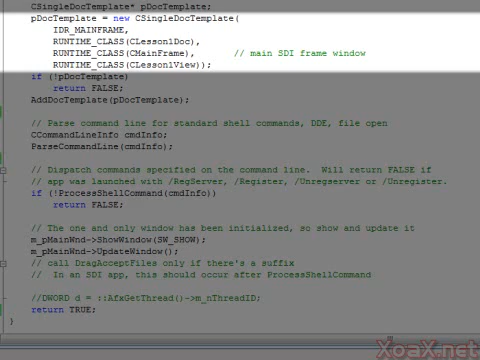 CSingleDocTemplate* pDocTemplate;
pDocTemplate = new CSingleDocTemplate(
    IDR_MAINFRAME,
    RUNTIME_CLASS(CLesson1Doc),
    RUNTIME_CLASS(CMainFrame),       // main SDI frame window
    RUNTIME_CLASS(CLesson1View));
if (!pDocTemplate)
    return FALSE;
AddDocTemplate(pDocTemplate);

// Parse command line for standard shell commands, DDE, file open
CCommandLineInfo cmdInfo;
ParseCommandLine(cmdInfo);

// Dispatch commands specified on the command line.  Will return FALSE if
// app was launched with /RegServer, /Register, /Unregserver or /Unregister.
if (!ProcessShellCommand(cmdInfo))
    return FALSE;

// The one and only window has been initialized, so show and update it
m_pMainWnd->ShowWindow(SW_SHOW);
m_pMainWnd->UpdateWindow();
// call DragAcceptFiles only if there's a suffix
//  In an SDI app, this should occur after ProcessShellCommand

//DWORD d = ::AfxGetThread()->m_nThreadID;
return TRUE;
}
XoaX.net